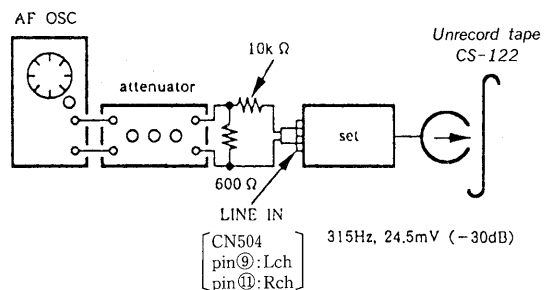 AF OSC
attenuator
10k Ω
600 Ω
set
Unrecord tape
CS-122
LINE IN
CN504
pin⑨:Lch
pin⑪:Rch
315Hz, 24.5mV (−30dB)